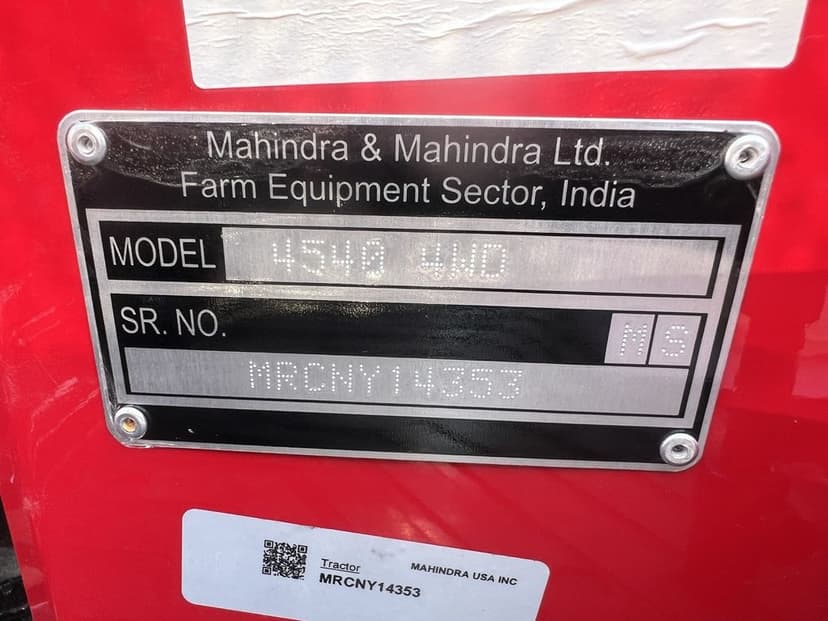 Mahindra & Mahindra Ltd.
Farm Equipment Sector, India
MODEL 4540 4WD
SR. NO. M S
MRCNY14353
Tractor MAHINDRA USA INC
MRCNY14353